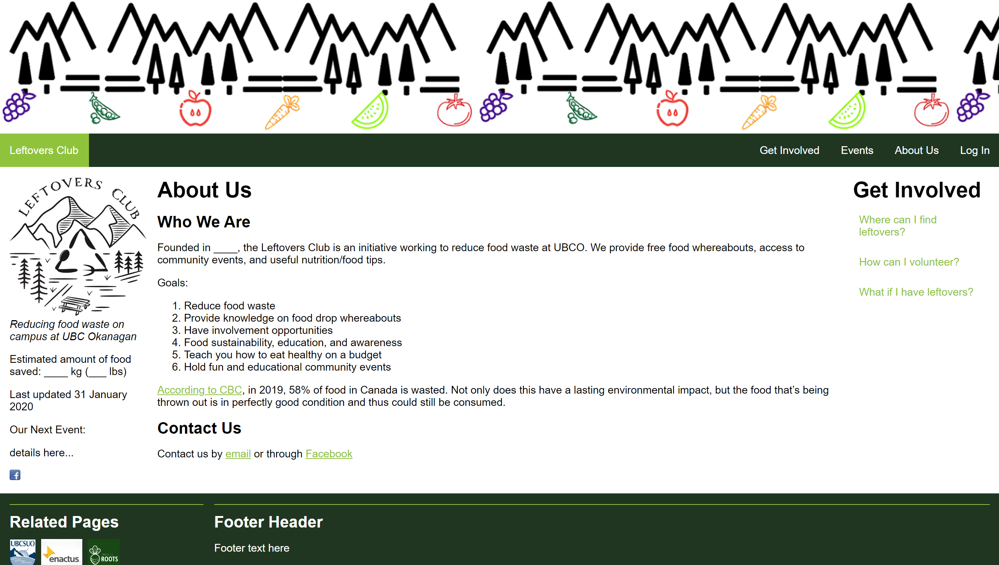 Leftovers Club
Get Involved
Events
About Us
Log In
LEFTOVERS CLUB
Reducing food waste on
campus at UBC Okanagan
Estimated amount of food
saved: ____ kg (___ lbs)
Last updated 31 January
2020
Our Next Event:
details here...
About Us
Who We Are
Founded in ____, the Leftovers Club is an initiative working to reduce food waste at UBCO. We provide free food whereabouts, access to
community events, and useful nutrition/food tips.
Goals:
1. Reduce food waste
2. Provide knowledge on food drop whereabouts
3. Have involvement opportunities
4. Food sustainability, education, and awareness
5. Teach you how to eat healthy on a budget
6. Hold fun and educational community events
According to CBC, in 2019, 58% of food in Canada is wasted. Not only does this have a lasting environmental impact, but the food that’s being
thrown out is in perfectly good condition and thus could still be consumed.
Contact Us
Contact us by email or through Facebook
Get Involved
Where can I find
leftovers?
How can I volunteer?
What if I have leftovers?
Related Pages
UBCSUO
enactus
ROOTS
Footer Header
Footer text here